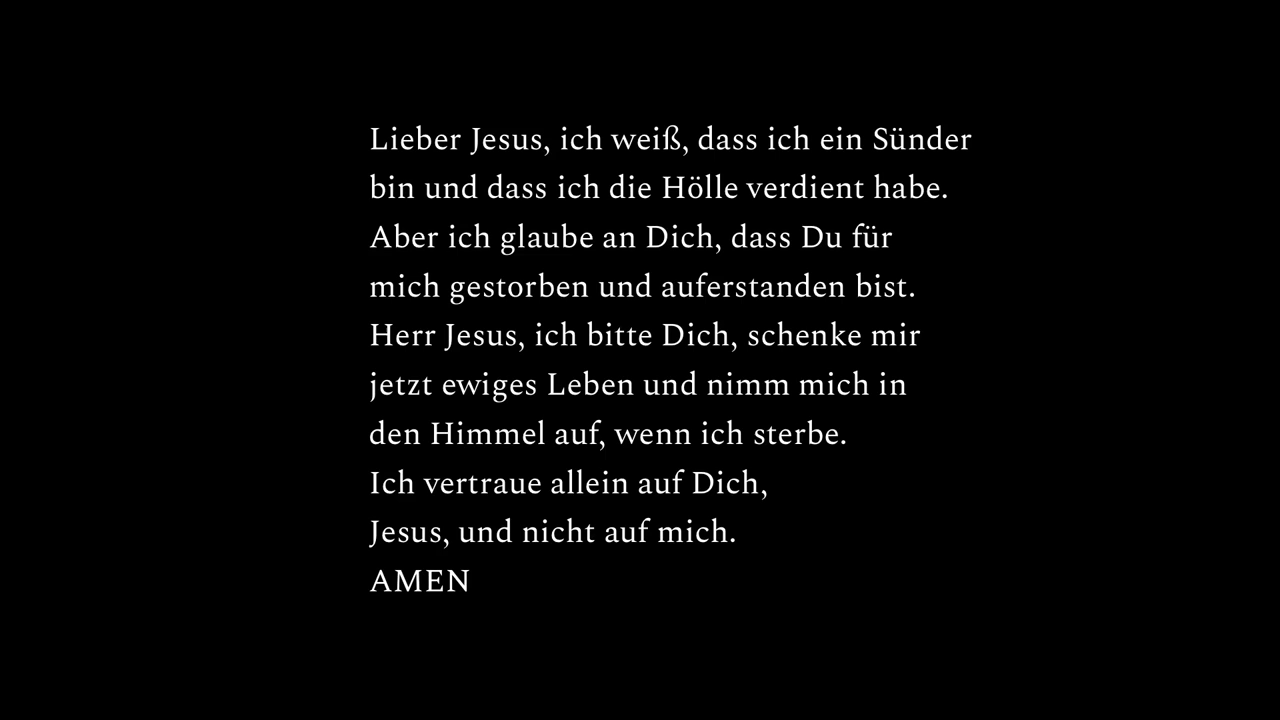 Lieber Jesus, ich weiß, dass ich ein Sünder
bin und dass ich die Hölle verdient habe.
Aber ich glaube an Dich, dass Du für
mich gestorben und auferstanden bist.
Herr Jesus, ich bitte Dich, schenke mir
jetzt ewiges Leben und nimm mich in
den Himmel auf, wenn ich sterbe.
Ich vertraue allein auf Dich,
Jesus, und nicht auf mich.
AMEN